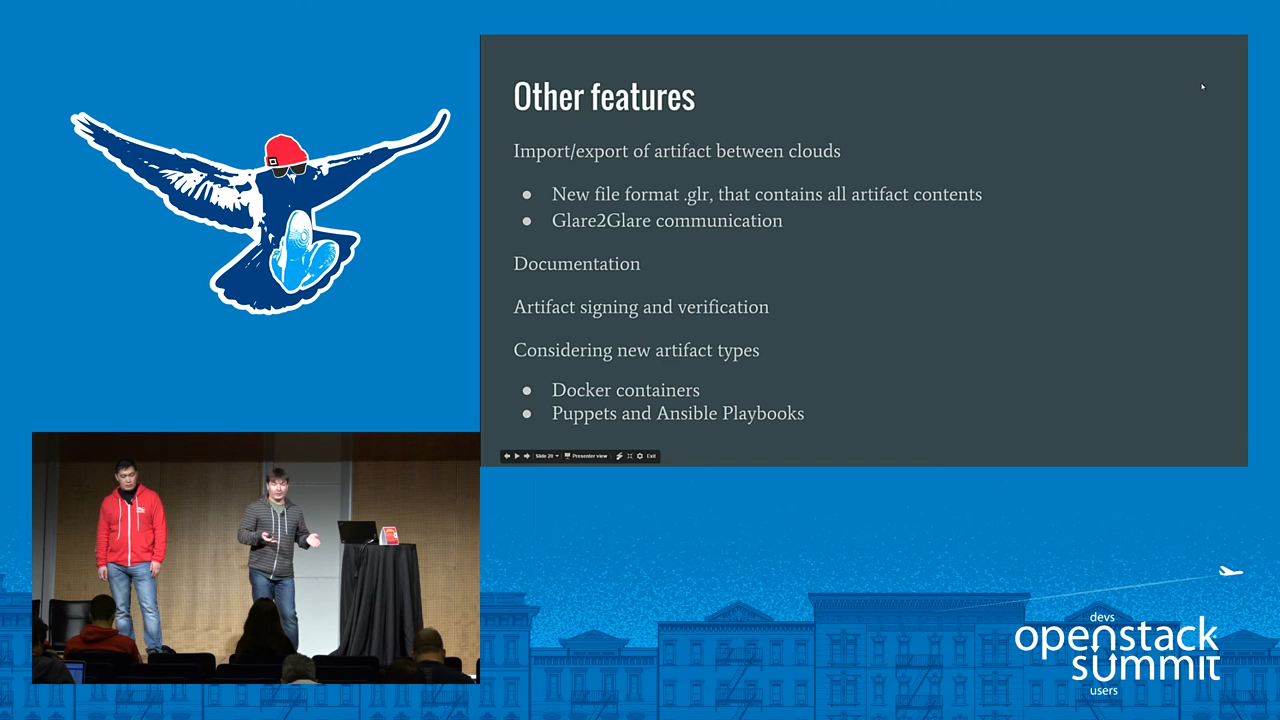 Other features
Import/export of artifact between clouds
● New file format .glr, that contains all artifact contents
● Glare2Glare communication
Documentation
Artifact signing and verification
Considering new artifact types
● Docker containers
● Puppets and Ansible Playbooks
Slide 20
Presenter view
Exit
devs
openstack
summit
users